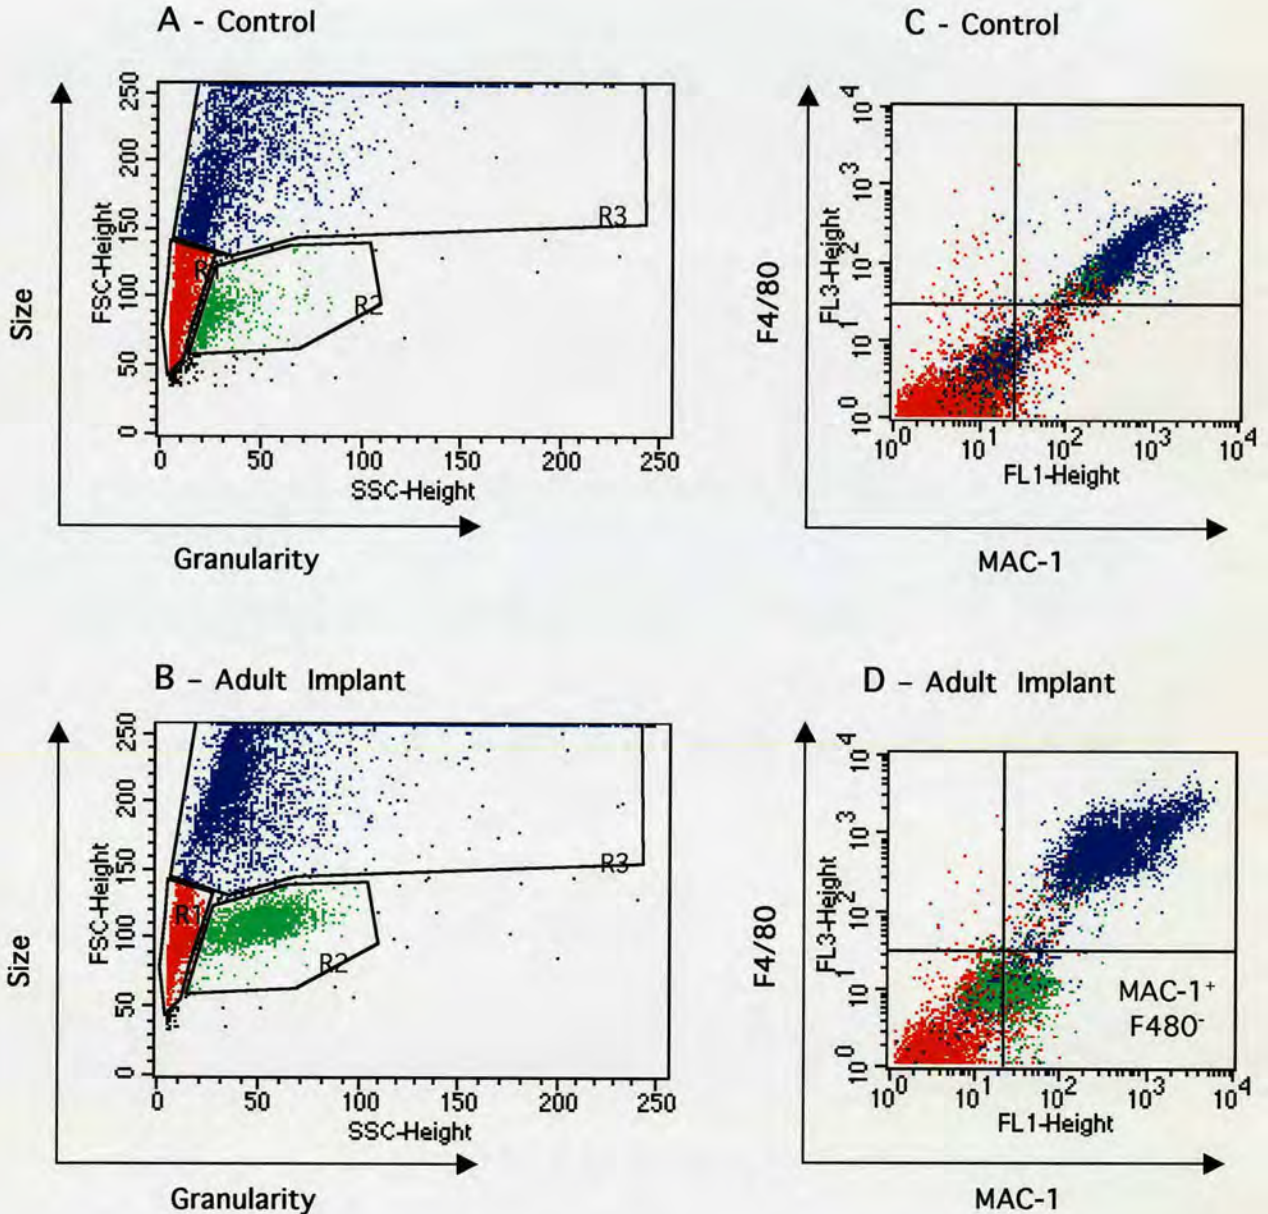 A - Control
Size
FSC-Height
250
200
150
100
50
0
R3
R2
0 50 100 150 200 250
SSC-Height
Granularity
C - Control
F4/80
FL3-Height
10^4
10^3
10^2
10^1
10^0
10^0 10^1 10^2 10^3 10^4
FL1-Height
MAC-1
B - Adult Implant
Size
FSC-Height
250
200
150
100
50
0
R3
R1
R2
0 50 100 150 200 250
SSC-Height
Granularity
D - Adult Implant
F4/80
FL3-Height
10^4
10^3
10^2
10^1
10^0
MAC-1⁺
F480⁻
10^0 10^1 10^2 10^3 10^4
FL1-Height
MAC-1